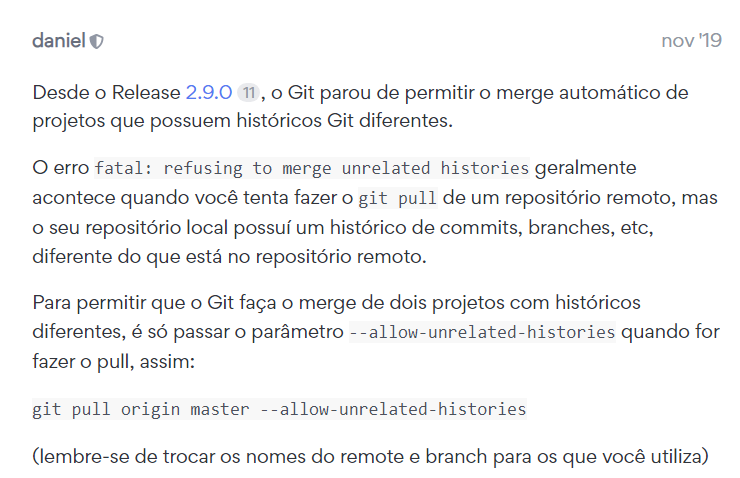 daniel nov '19
Desde o Release 2.9.0 11, o Git parou de permitir o merge automático de
projetos que possuem históricos Git diferentes.
O erro fatal: refusing to merge unrelated histories geralmente
acontece quando você tenta fazer o git pull de um repositório remoto, mas
o seu repositório local possuí um histórico de commits, branches, etc,
diferente do que está no repositório remoto.
Para permitir que o Git faça o merge de dois projetos com históricos
diferentes, é só passar o parâmetro --allow-unrelated-histories quando for
fazer o pull, assim:
git pull origin master --allow-unrelated-histories
(lembre-se de trocar os nomes do remote e branch para os que você utiliza)